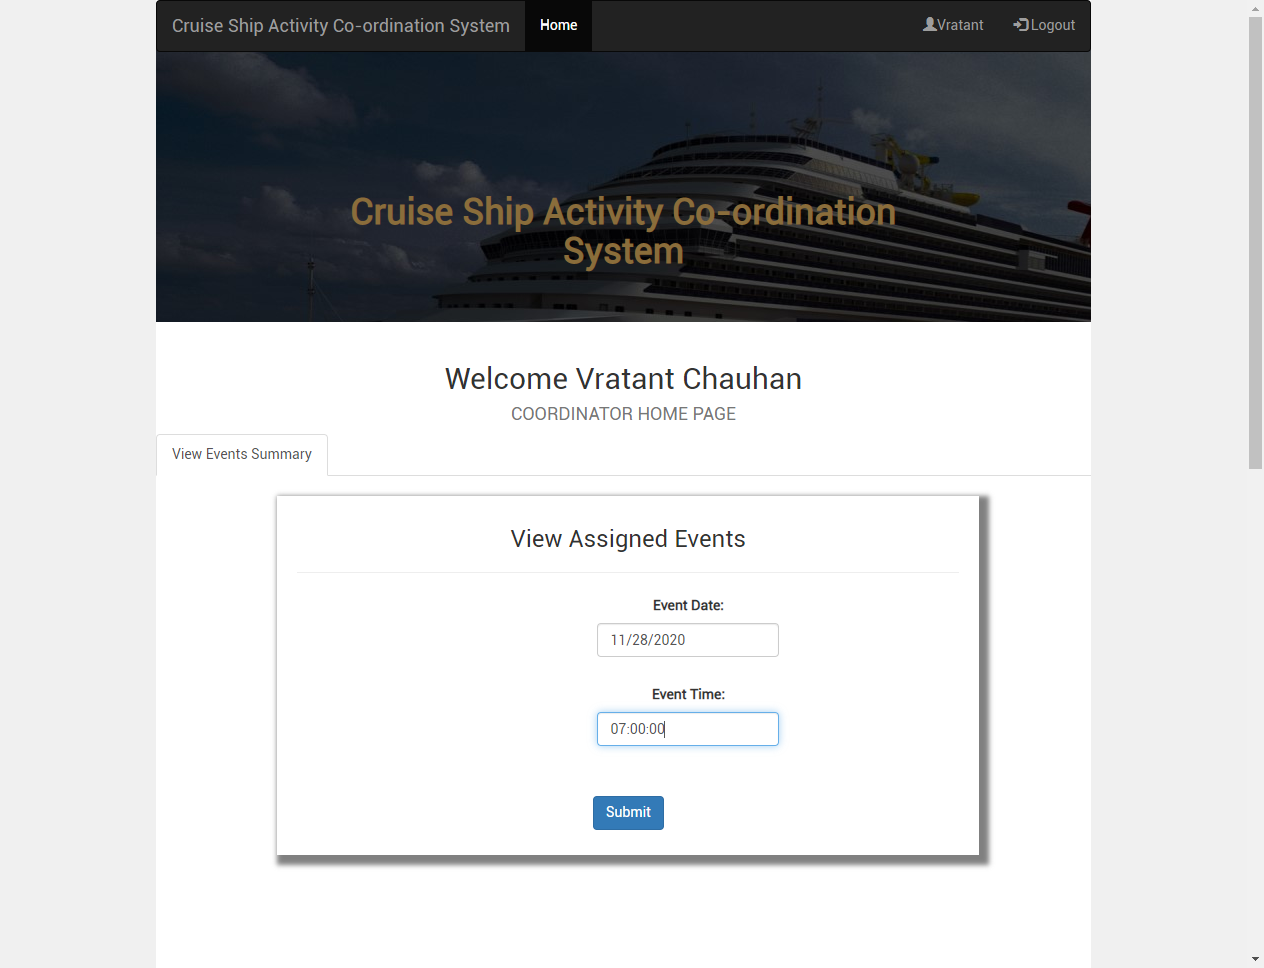 Cruise Ship Activity Co-ordination System Home Vratant Logout
Cruise Ship Activity Co-ordination
System
Welcome Vratant Chauhan
COORDINATOR HOME PAGE
View Events Summary
View Assigned Events
Event Date:
11/28/2020
Event Time:
07:00:00
Submit